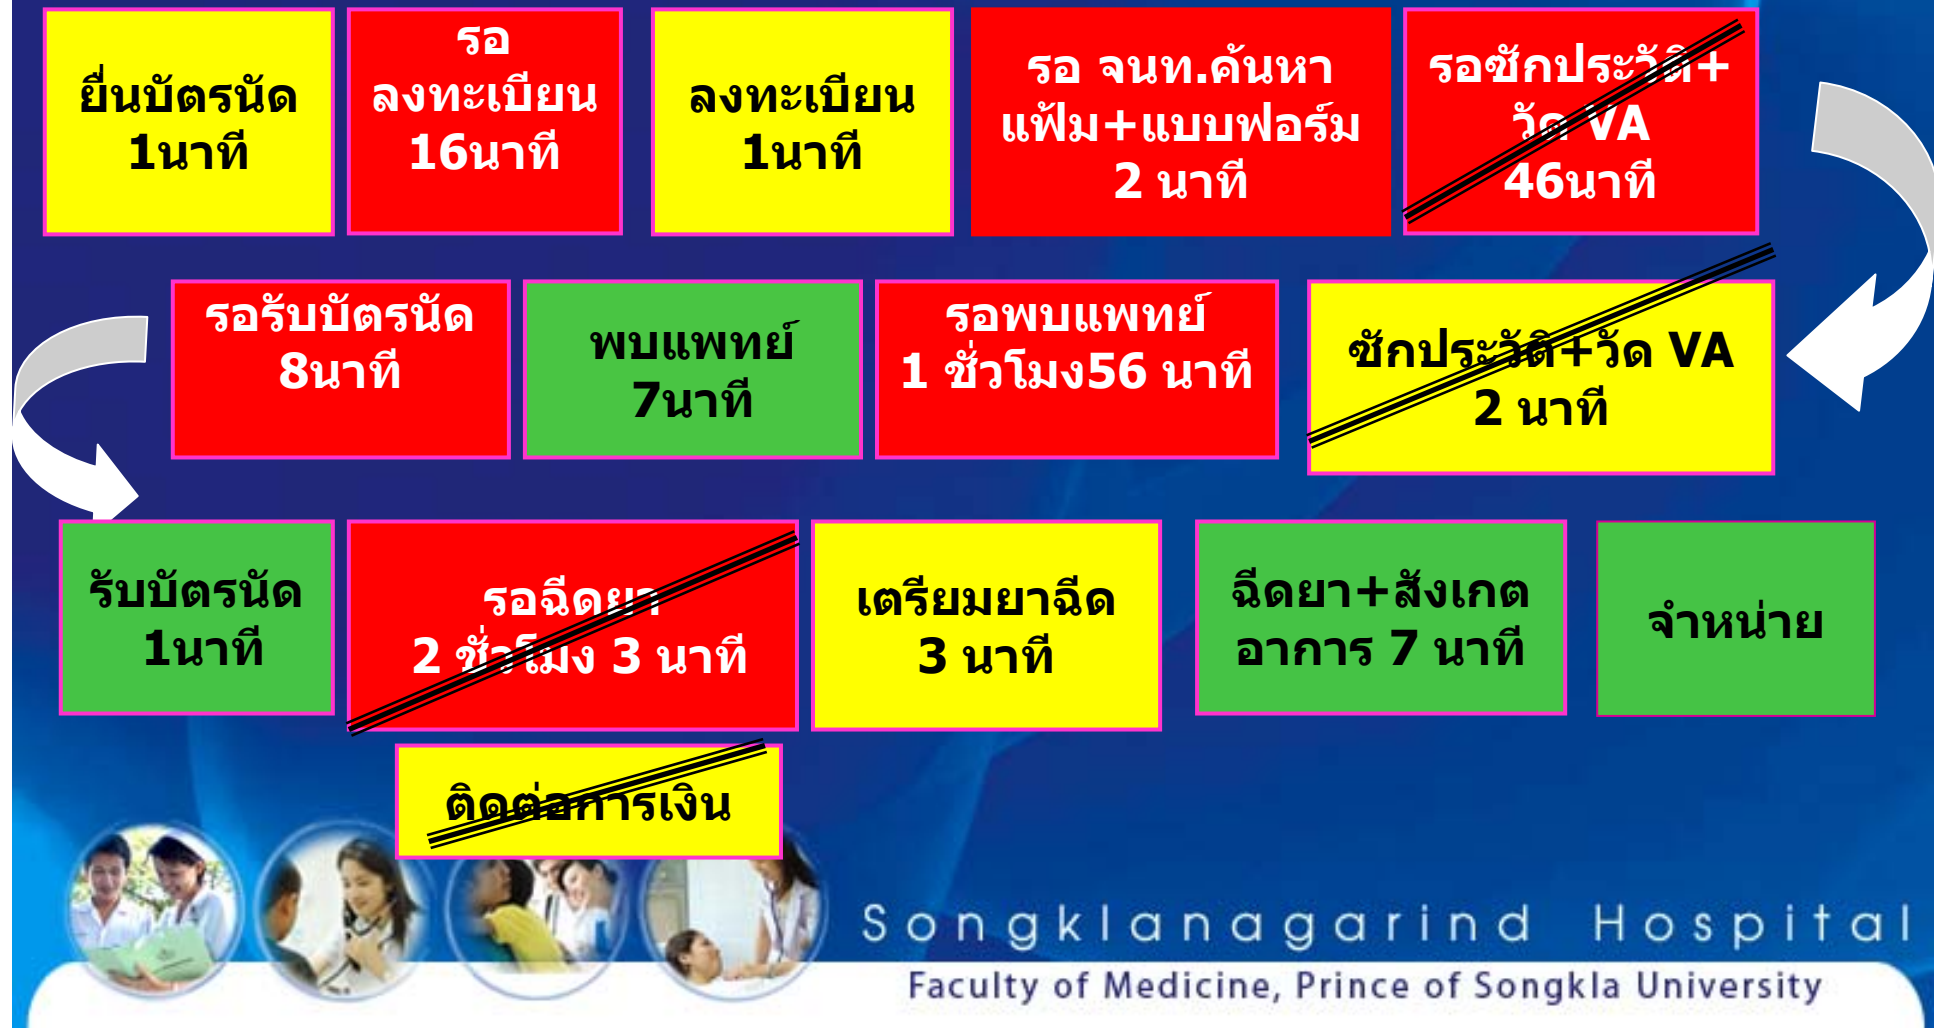 ยื่นบัตรนัด
1นาที
รอ
ลงทะเบียน
16นาที
ลงทะเบียน
1นาที
รอ จนท.ค้นหา
แฟ้ม+แบบฟอร์ม
2 นาที
รอซักประวัติ+
วัด VA
46นาที
ซักประวัติ+วัด VA
2 นาที
รอพบแพทย์
1 ชั่วโมง56 นาที
พบแพทย์
7นาที
รอรับบัตรนัด
8นาที
รับบัตรนัด
1นาที
รอฉีดยา
2 ชั่วโมง 3 นาที
เตรียมยาฉีด
3 นาที
ฉีดยา+สังเกต
อาการ 7 นาที
จำหน่าย
ติดต่อการเงิน
Songklanagarind Hospital
Faculty of Medicine, Prince of Songkla University